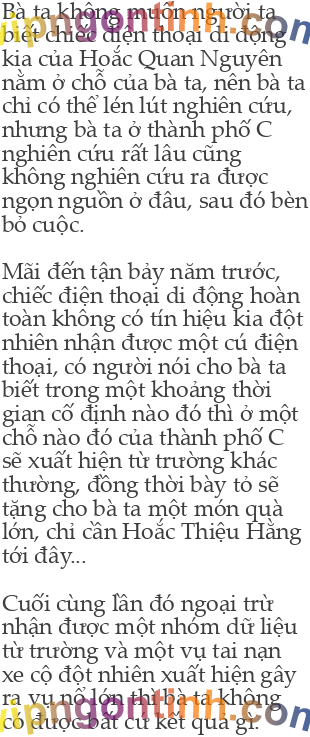 Bà ta không muốn người ta
biết chiếc điện thoại di động
kia của Hoắc Quan Nguyên
nằm ở chỗ của bà ta, nên bà ta
chỉ có thể lén lút nghiên cứu,
nhưng bà ta ở thành phố C
nghiên cứu rất lâu cũng
không nghiên cứu ra được
ngọn nguồn ở đâu, sau đó bèn
bỏ cuộc.
Mãi đến tận bảy năm trước,
chiếc điện thoại di động hoàn
toàn không có tín hiệu kia đột
nhiên nhận được một cú điện
thoại, có người nói cho bà ta
biết trong một khoảng thời
gian cố định nào đó thì ở một
chỗ nào đó của thành phố C
sẽ xuất hiện từ trường khác
thường, đồng thời bày tỏ sẽ
tặng cho bà ta một món quà
lớn, chỉ cần Hoắc Thiệu Hằng
tới đây...
Cuối cùng lần đó ngoại trừ
nhận được một nhóm dữ liệu
từ trường và một vụ tai nạn
xe cộ đột nhiên xuất hiện gây
ra vụ nổ lớn thì bà ta không
có được bất cứ kết quả gì.
vipngontinh.com
vipngontinh.com